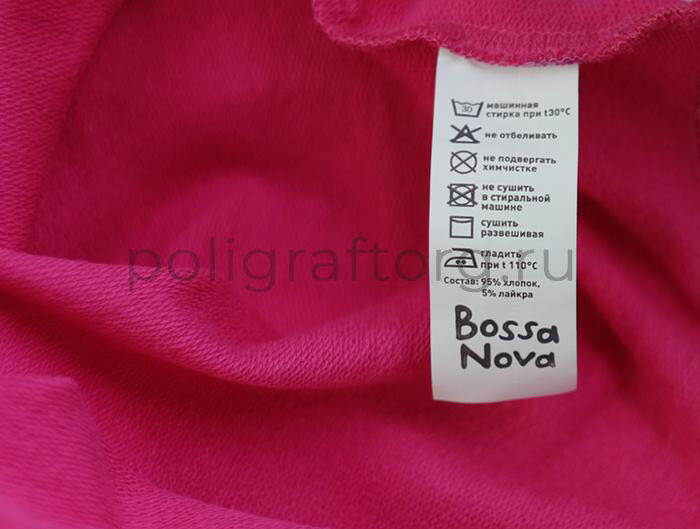 30
машинная
стирка при t30°C
не отбеливать
не подвергать
химчистке
не сушить
в стиральной
машине
сушить
развешивая
гладить
при t 110°C
Состав: 95% хлопок,
5% лайкра
Bossa
Nova
poligraftorg.ru